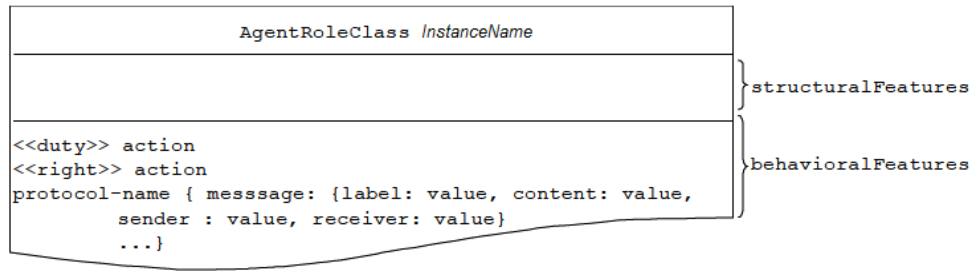 AgentRoleClass InstanceName
structuralFeatures
<<duty>> action
<<right>> action
behavioralFeatures
protocol-name { messsage: {label: value, content: value,
sender : value, receiver: value}
...}